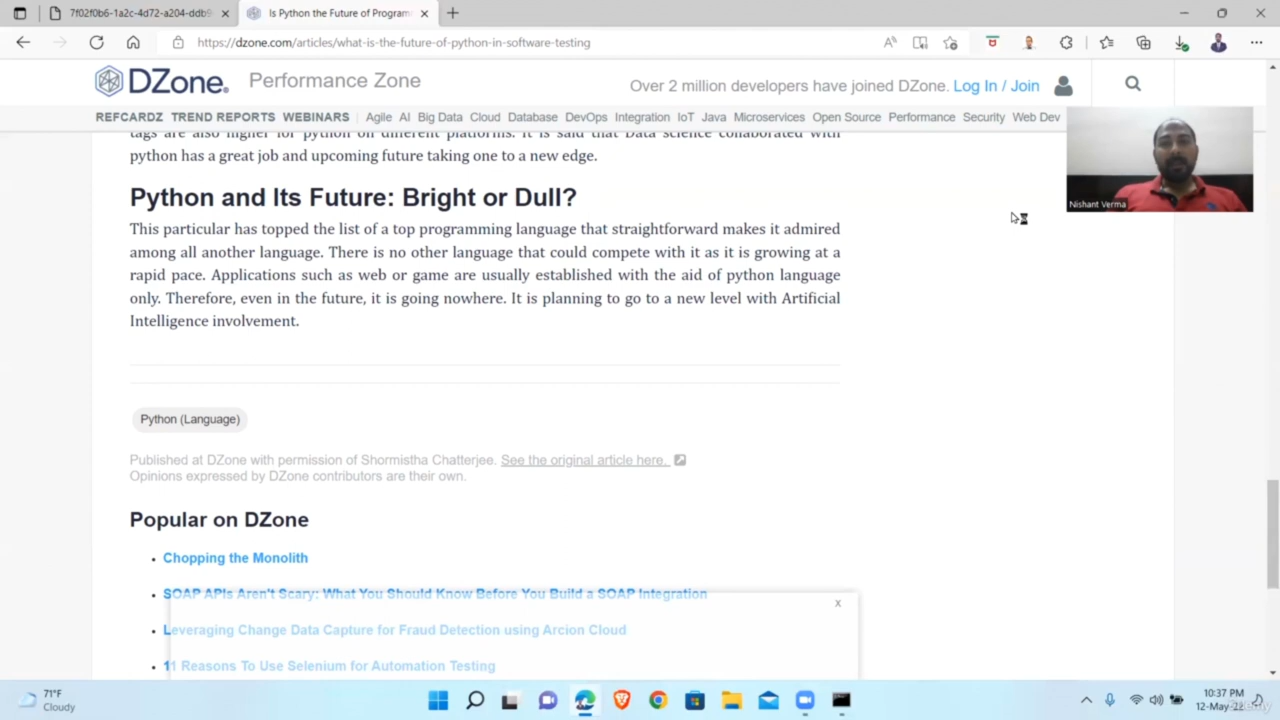 7f02f0b6-1a2c-4d72-a204-ddb9
Is Python the Future of Program
https://dzone.com/articles/what-is-the-future-of-python-in-software-testing
DZone. Performance Zone
Over 2 million developers have joined DZone. Log In / Join
REFCARDZ TREND REPORTS WEBINARS Agile AI Big Data Cloud Database DevOps Integration IoT Java Microservices Open Source Performance Security Web Dev
tags are also higher for python on different platforms. It is said that Data science collaborated with
python has a great job and upcoming future taking one to a new edge.
Nishant Verma
Python and Its Future: Bright or Dull?
This particular has topped the list of a top programming language that straightforward makes it admired
among all another language. There is no other language that could compete with it as it is growing at a
rapid pace. Applications such as web or game are usually established with the aid of python language
only. Therefore, even in the future, it is going nowhere. It is planning to go to a new level with Artificial
Intelligence involvement.
Python (Language)
Published at DZone with permission of Shormistha Chatterjee. See the original article here.
Opinions expressed by DZone contributors are their own.
Popular on DZone
Chopping the Monolith
SOAP APIs Aren't Scary: What You Should Know Before You Build a SOAP Integration
x
Leveraging Change Data Capture for Fraud Detection using Arcion Cloud
11 Reasons To Use Selenium for Automation Testing
71°F
Cloudy
10:37 PM
12-May-22